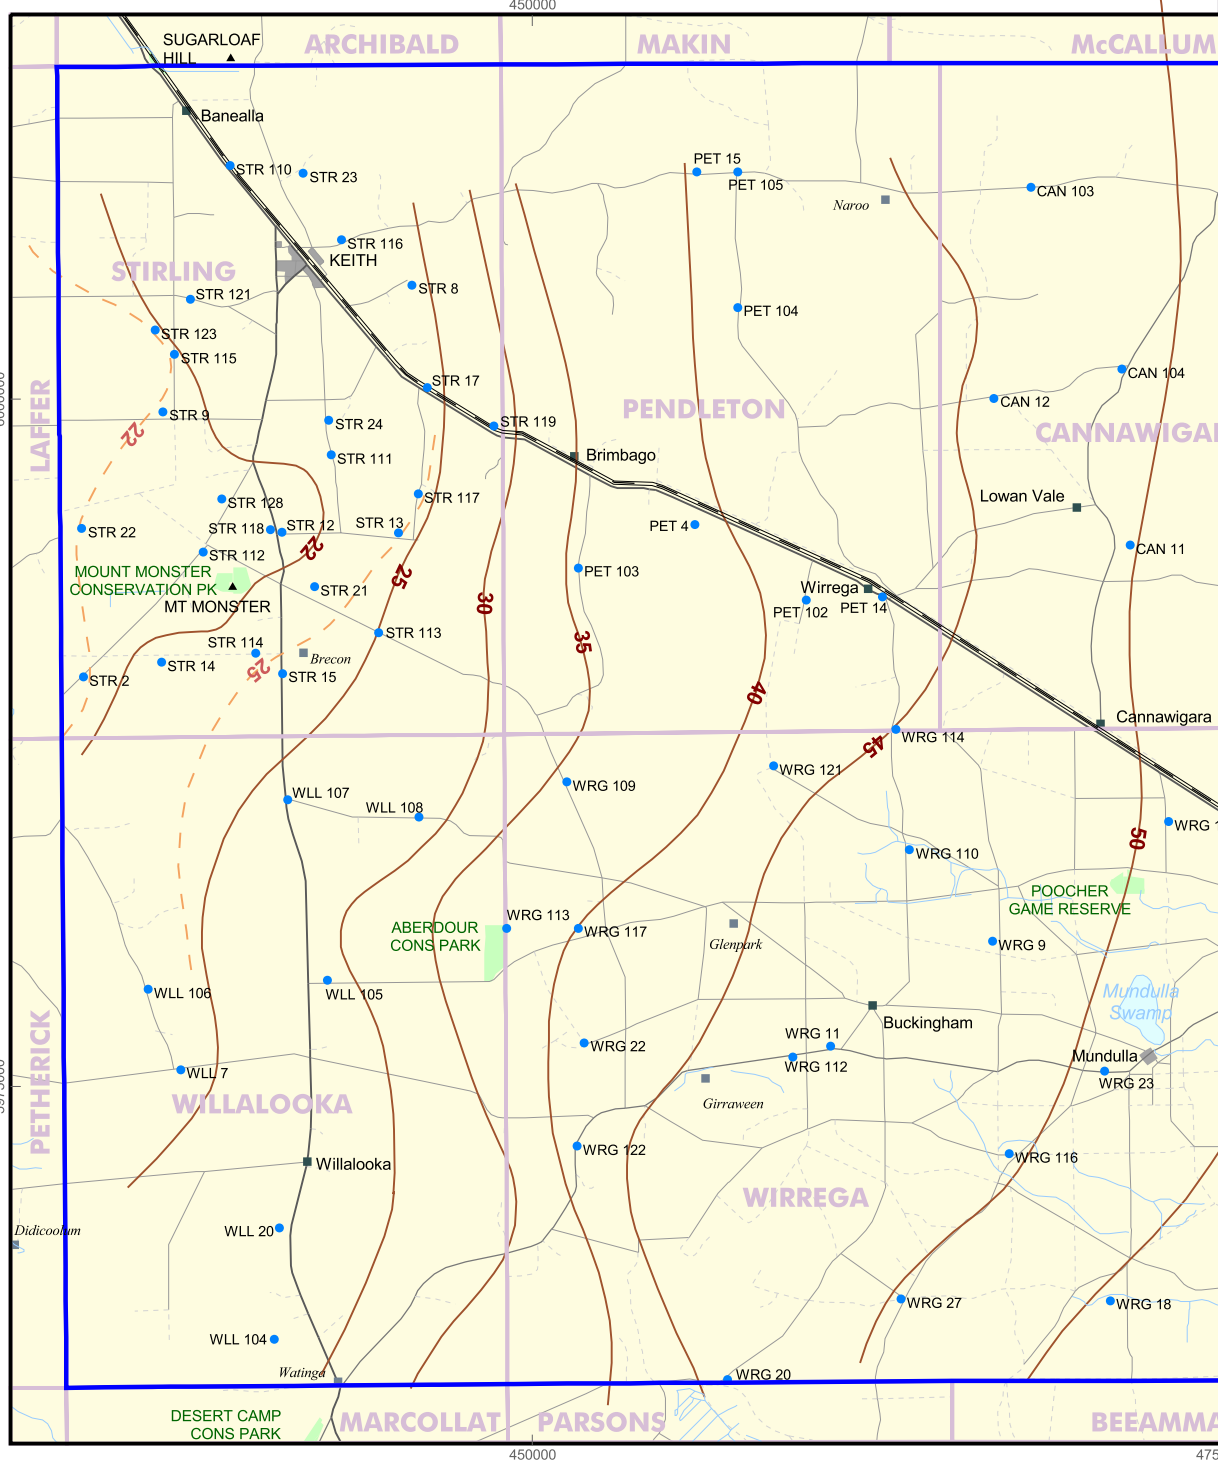 450000
SUGARLOAF
HILL
ARCHIBALD
MAKIN
McCALLUM
Banealla
STR 110
STR 23
PET 15
PET 105
CAN 103
Naroo
STR 116
KEITH
STIRLING
STR 8
STR 121
PET 104
STR 123
STR 115
CAN 104
STR 17
LAFFER
PENDLETON
CAN 12
STR 9
22
STR 24
STR 119
CANNAWIGA
STR 111
Brimbago
Lowan Vale
STR 117
STR 128
STR 22
STR 118
STR 12
STR 13
PET 4
22
CAN 11
STR 112
MOUNT MONSTER
CONSERVATION PK
MT MONSTER
25
PET 103
STR 21
Wirrega
PET 102
PET 14
30
STR 113
35
STR 114
Brecon
STR 14
25
STR 15
STR 2
40
Cannawigara
WRG 114
45
WRG 121
WRG 109
WLL 107
WLL 108
WRG 1
50
WRG 110
POOCHER
GAME RESERVE
WRG 113
ABERDOUR
CONS PARK
WRG 117
Glenpark
WRG 9
WLL 106
WLL 105
Mundulla
Swamp
Buckingham
WRG 11
WRG 22
WRG 112
Mundulla
WLL 7
WRG 23
PETHERICK
WILLALOOKA
Girraween
WRG 122
WRG 116
Willalooka
WIRREGA
WLL 20
Didicoolum
WRG 27
WRG 18
WLL 104
Watinga
WRG 20
DESERT CAMP
CONS PARK
MARCOLLAT
PARSONS
BEEAMMA
450000
475